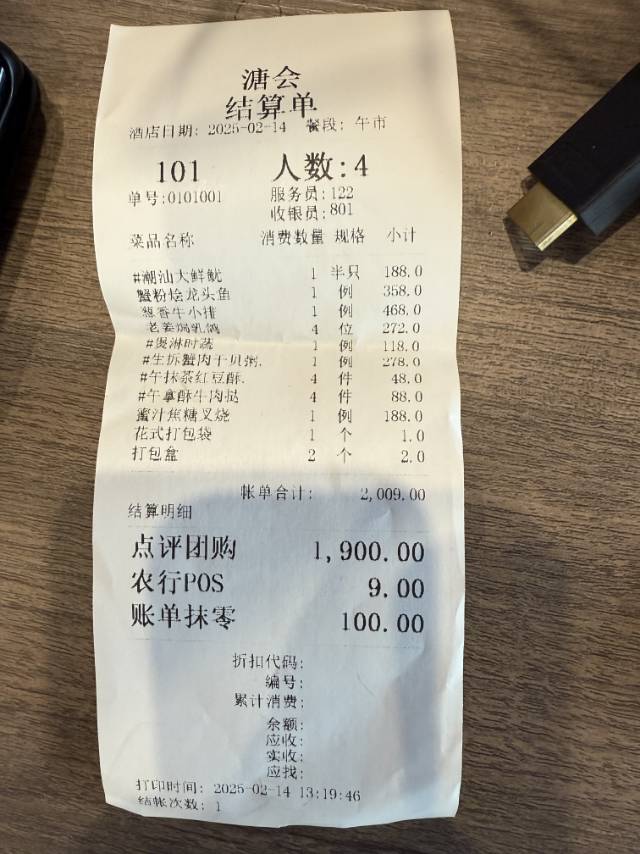 溏会
结算单
酒店日期: 2025-02-14 餐段: 午市
101 人数:4
单号:0101001 服务员:122
收银员:801
菜品名称 消费数量 规格 小计
#潮汕大鲜鱿 1 半只 188.0
蟹粉烩龙头鱼 1 例 358.0
葱香牛小排 1 例 468.0
老姜焗乳鸽 4 位 272.0
#煲淋时蔬 1 例 118.0
#生拆蟹肉干贝粥. 1 例 278.0
#午抹茶红豆酥. 4 件 48.0
#午拿酥牛肉挞 4 件 88.0
蜜汁焦糖叉烧 1 例 188.0
花式打包袋 1 个 1.0
打包盒 2 个 2.0
帐单合计: 2,009.00
结算明细
点评团购 1,900.00
农行POS 9.00
账单抹零 100.00
折扣代码:
编号:
累计消费:
余额:
应收:
实收:
应找:
打印时间: 2025-02-14 13:19:46
结帐次数: 1